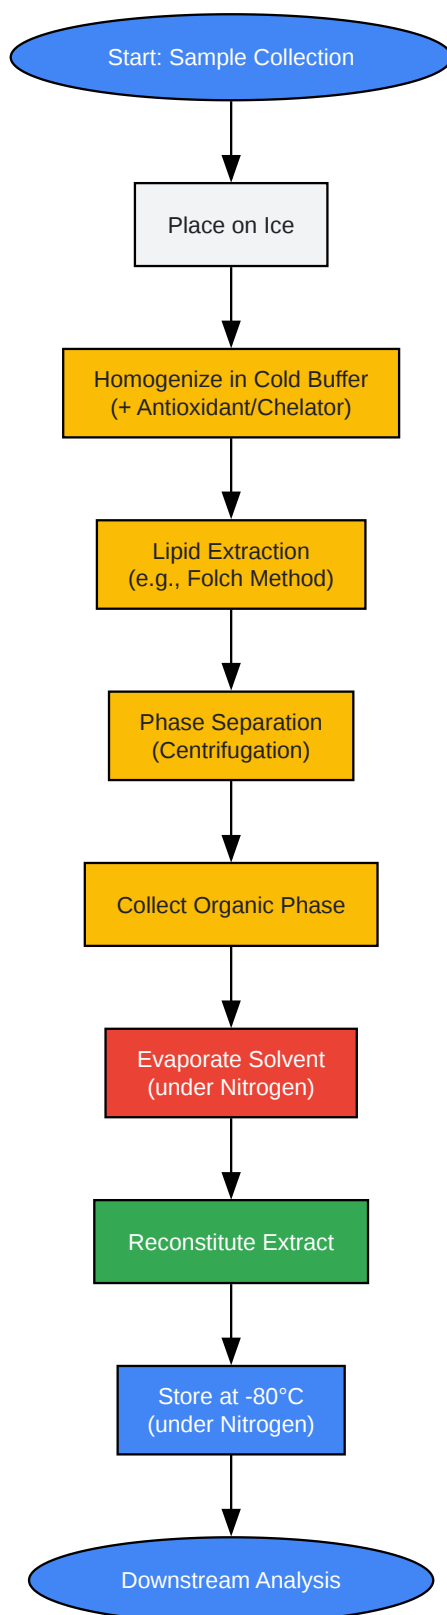 Start: Sample Collection
Place on Ice
Homogenize in Cold Buffer
(+ Antioxidant/Chelator)
Lipid Extraction
(e.g., Folch Method)
Phase Separation
(Centrifugation)
Collect Organic Phase
Evaporate Solvent
(under Nitrogen)
Reconstitute Extract
Store at -80°C
(under Nitrogen)
Downstream Analysis